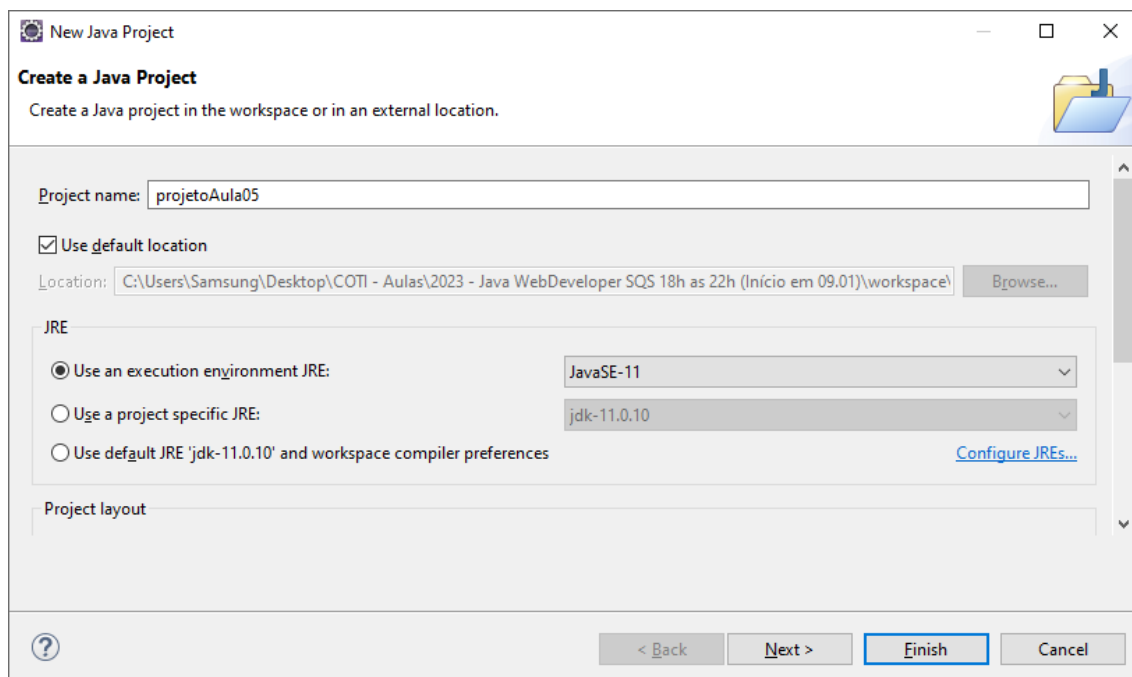 New Java Project
Create a Java Project
Create a Java project in the workspace or in an external location.
Project name: projetoAula05
Use default location
Location: C:\Users\Samsung\Desktop\COTI - Aulas\2023 - Java WebDeveloper SQS 18h as 22h (Início em 09.01)\workspace\ Browse...
JRE
Use an execution environment JRE: JavaSE-11
Use a project specific JRE: jdk-11.0.10
Use default JRE 'jdk-11.0.10' and workspace compiler preferences Configure JREs...
Project layout
? < Back Next > Finish Cancel